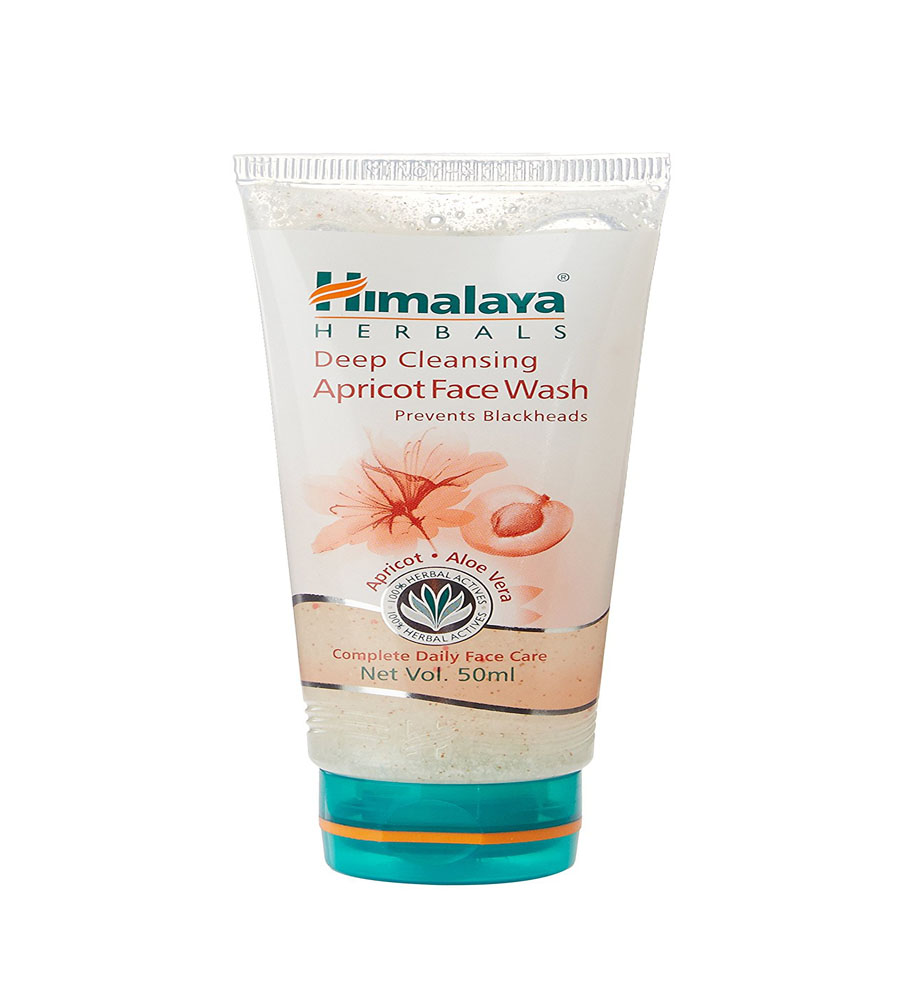 Himalaya®
HERBALS
Deep Cleansing
Apricot Face Wash
Prevents Blackheads
Apricot • Aloe Vera
100% HERBAL ACTIVES
100% HERBAL ACTIVES
Complete Daily Face Care
Net Vol. 50ml